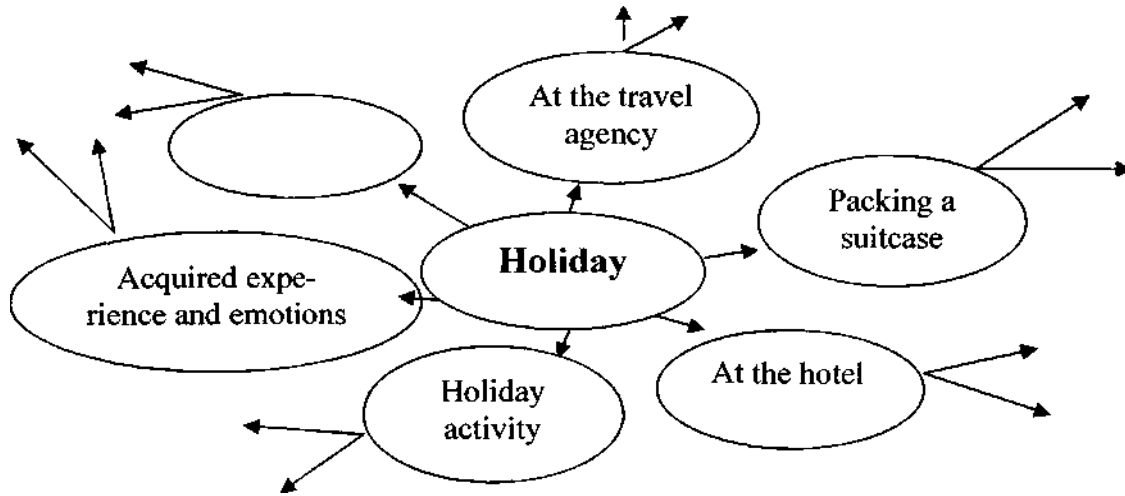 At the travel
agency
Packing a
suitcase
Holiday
Acquired expe-
rience and emotions
At the hotel
Holiday
activity